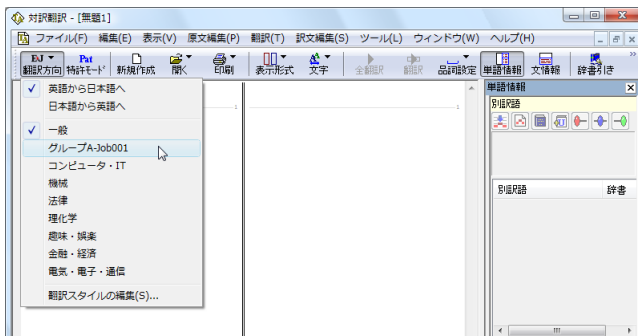 対訳翻訳 - [無題1]
ファイル(F) 編集(E) 表示(V) 原文編集(P) 翻訳(T) 訳文編集(S) ツール(L) ウィンドウ(W) ヘルプ(H)
EJ Pat
翻訳方向 特許モード 新規作成 開く 印刷 表示形式 文字 全翻訳 翻訳 品詞設定 単語情報 文情報 辞書引き
英語から日本語へ
日本語から英語へ
一般
グループA-Job001
コンピュータ・IT
機械
法律
理化学
趣味・娯楽
金融・経済
電気・電子・通信
翻訳スタイルの編集(S)...
1
1
単語情報
別訳語
別訳語 辞書